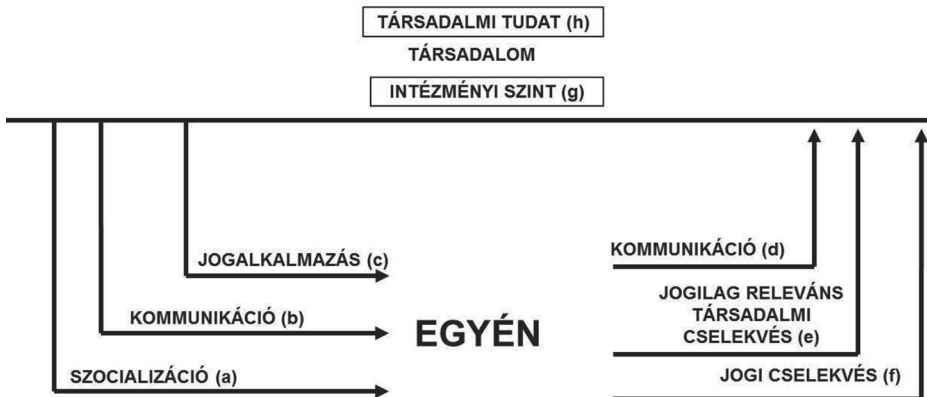 TÁRSADALMI TUDAT (h)
TÁRSADALOM
INTÉZMÉNYI SZINT (g)
JOGALKALMAZÁS (c)
KOMMUNIKÁCIÓ (b)
SZOCIALIZÁCIÓ (a)
EGYÉN
KOMMUNIKÁCIÓ (d)
JOGILAG RELEVÁNS
TÁRSADALMI
CSELEKVÉS (e)
JOGI CSELEKVÉS (f)